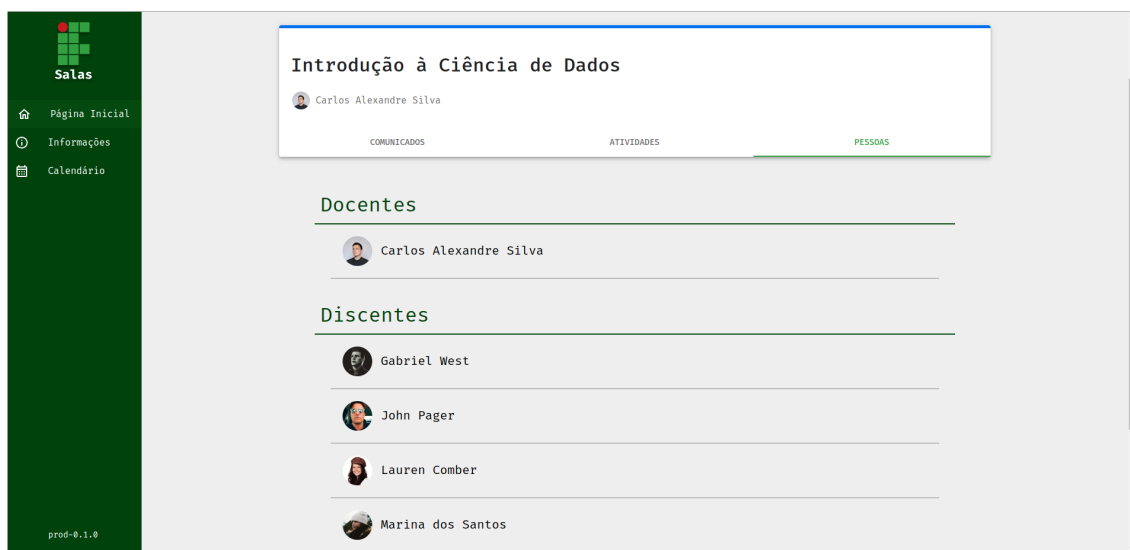 Salas
Página Inicial
Informações
Calendário
prod-0.1.0
Introdução à Ciência de Dados
Carlos Alexandre Silva
COMUNICADOS
ATIVIDADES
PESSOAS
Docentes
Carlos Alexandre Silva
Discentes
Gabriel West
John Pager
Lauren Comber
Marina dos Santos